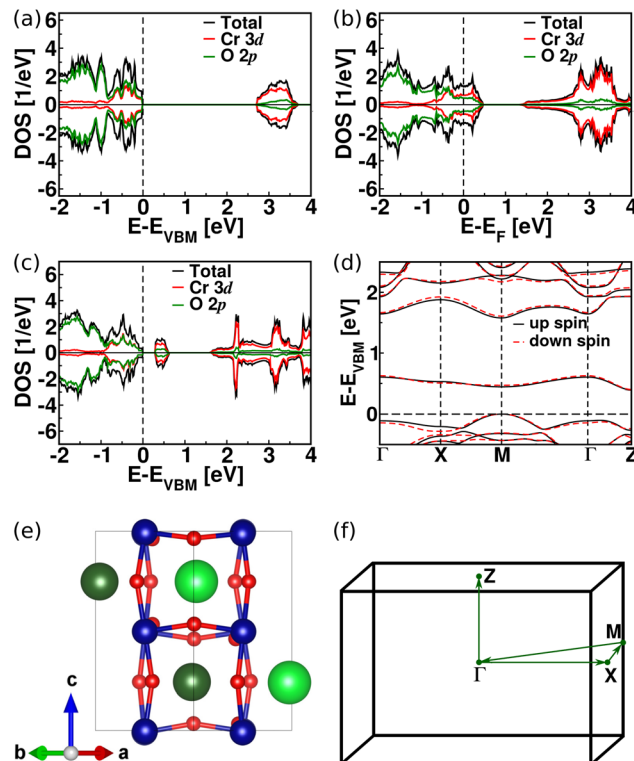 (a)
6
4
2
0
2
4
6
DOS [1/eV]
Total
Cr 3d
O 2p
-2 -1 0 1 2 3 4
E-E_VBM [eV]
(b)
6
4
2
0
2
4
6
DOS [1/eV]
Total
Cr 3d
O 2p
-2 -1 0 1 2 3 4
E-E_F [eV]
(c)
6
4
2
0
-2
4
6
DOS [1/eV]
Total
Cr 3d
O 2p
-2 -1 0 1 2 3 4
E-E_VBM [eV]
(d)
2
1
0
E-E_VBM [eV]
up spin
down spin
Γ X M Γ Z
(e)
c
b a
(f)
Z
M
Γ X